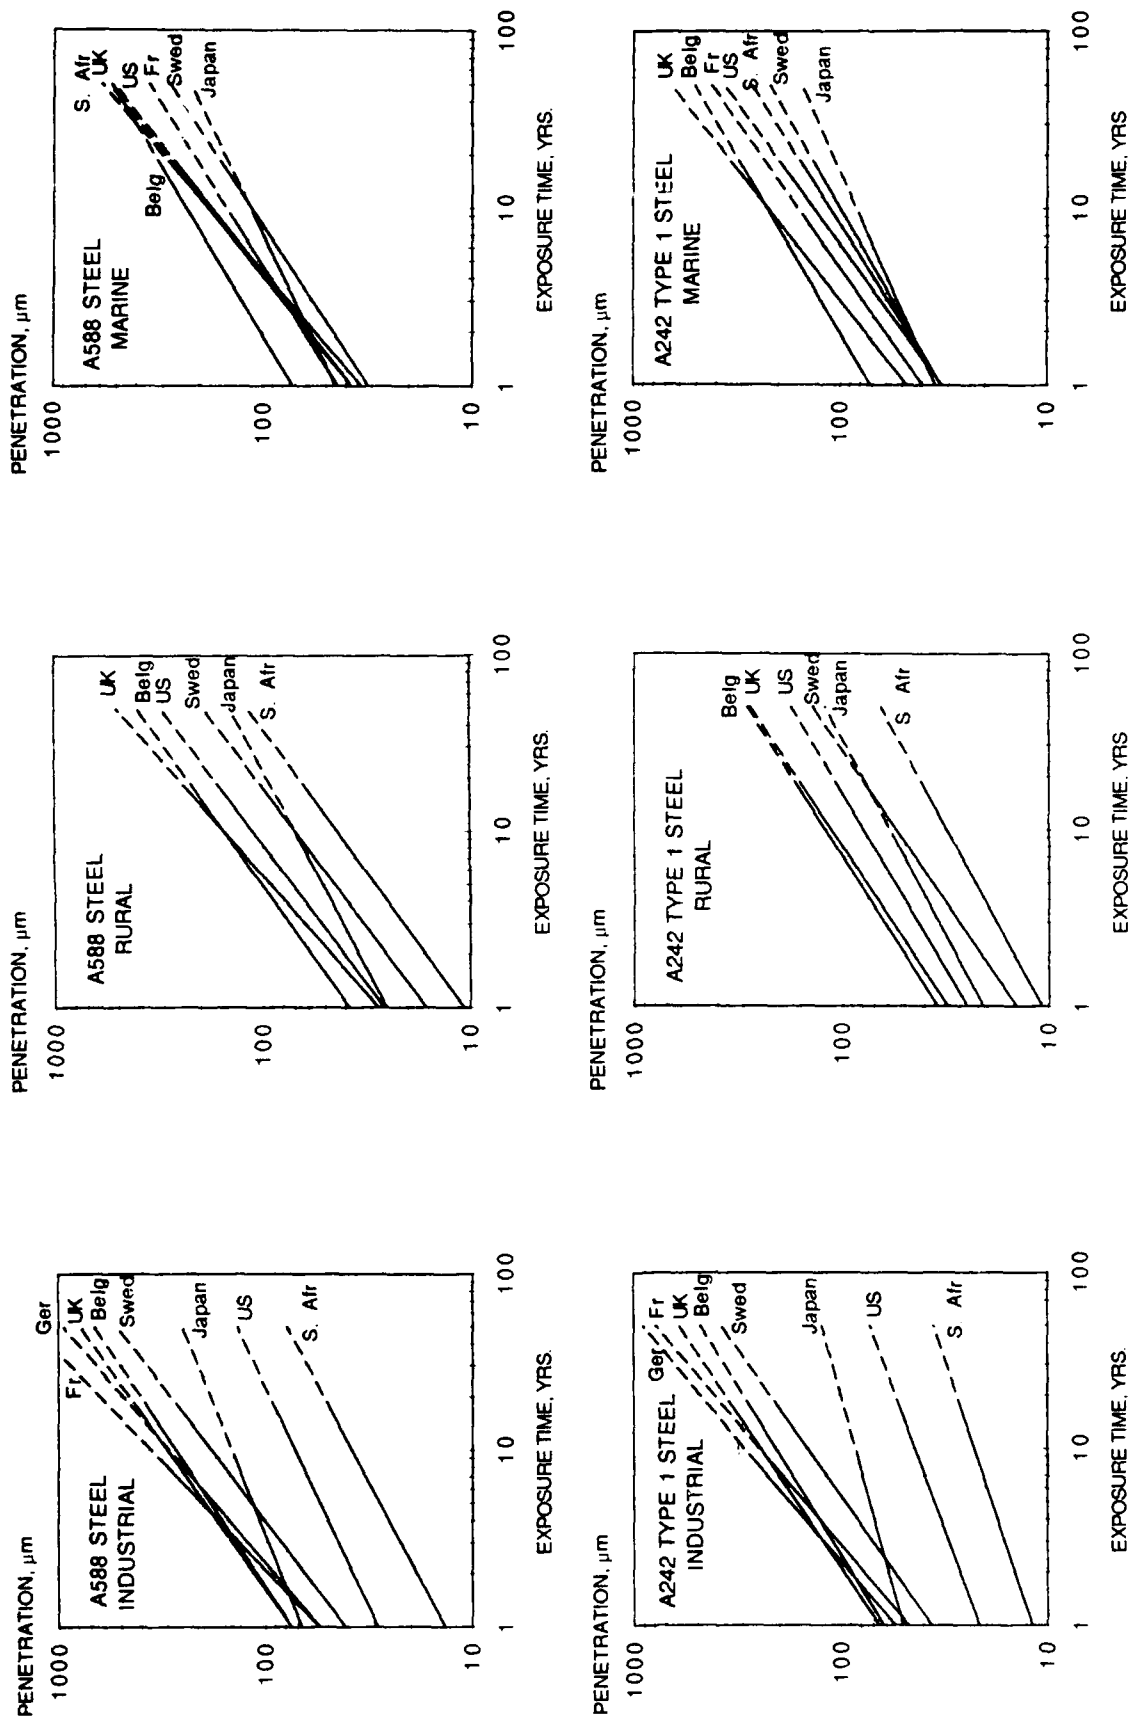 PENETRATION, µm
1000
100
10
A588 STEEL
MARINE
S. Afr
UK
US
Fr
Swed
Japan
Belg
1
10
100
EXPOSURE TIME, YRS.
PENETRATION, µm
1000
100
10
A242 TYPE 1 STEEL
MARINE
UK
Belg
Fr
US
S. Afr
Swed
Japan
1
10
100
EXPOSURE TIME, YRS
PENETRATION, µm
1000
100
10
A588 STEEL
RURAL
UK
Belg
US
Swed
Japan
S. Afr
1
10
100
EXPOSURE TIME, YRS.
PENETRATION, µm
1000
100
10
A242 TYPE 1 STEEL
RURAL
Belg
UK
US
Swed
Japan
S Afr
1
10
100
EXPOSURE TIME, YRS
PENETRATION, µm
1000
100
10
A588 STEEL
INDUSTRIAL
Ger
Fr
UK
Belg
Swed
Japan
US
S. Afr
1
10
100
EXPOSURE TIME, YRS.
PENETRATION, µm
1000
100
10
A242 TYPE 1 STEEL
INDUSTRIAL
Ger
Fr
UK
Belg
Swed
Japan
US
S Afr
1
10
100
EXPOSURE TIME, YRS.